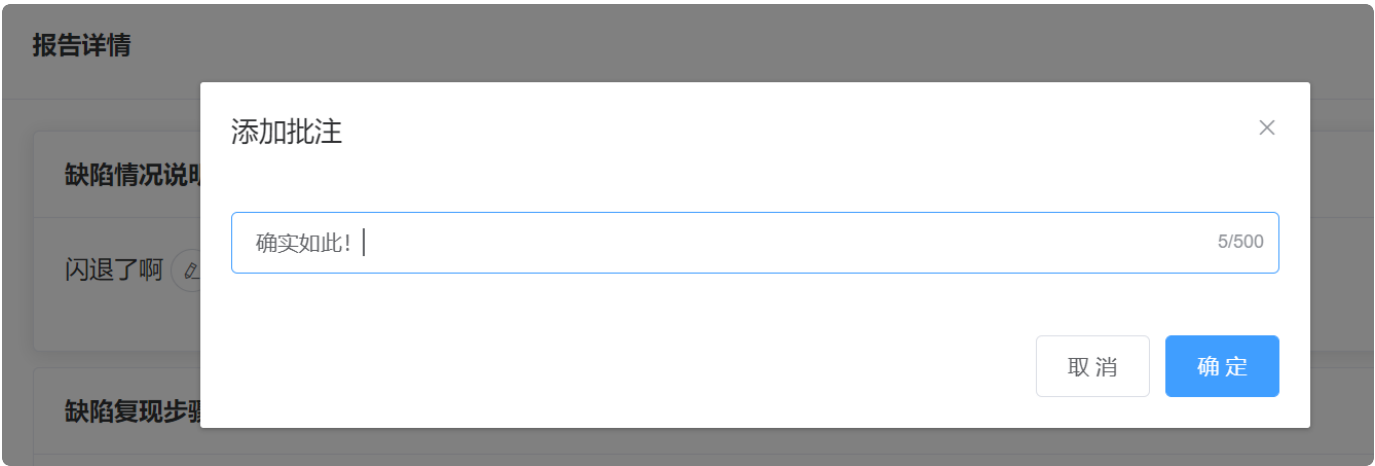 报告详情
添加批注
缺陷情况说明
确实如此！
5/500
闪退了啊
取消
确定
缺陷复现步骤